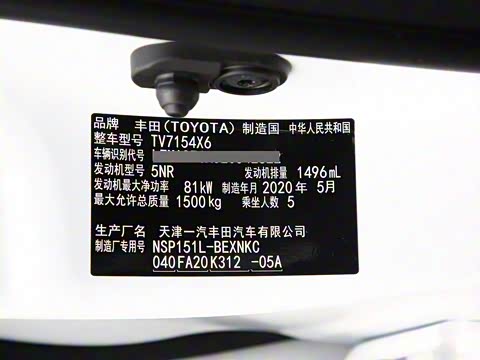 品牌 丰田(TOYOTA) 制造国 中华人民共和国
整车型号 TV7154X6
车辆识别代号
发动机型号 5NR 发动机排量 1496mL
发动机最大净功率 81kW 制造年月 2020年 5月
最大允许总质量 1500kg 乘坐人数 5
生产厂名 天津一汽丰田汽车有限公司
制造厂专用号 NSP151L-BEXNKC
040FA20K312 -05A